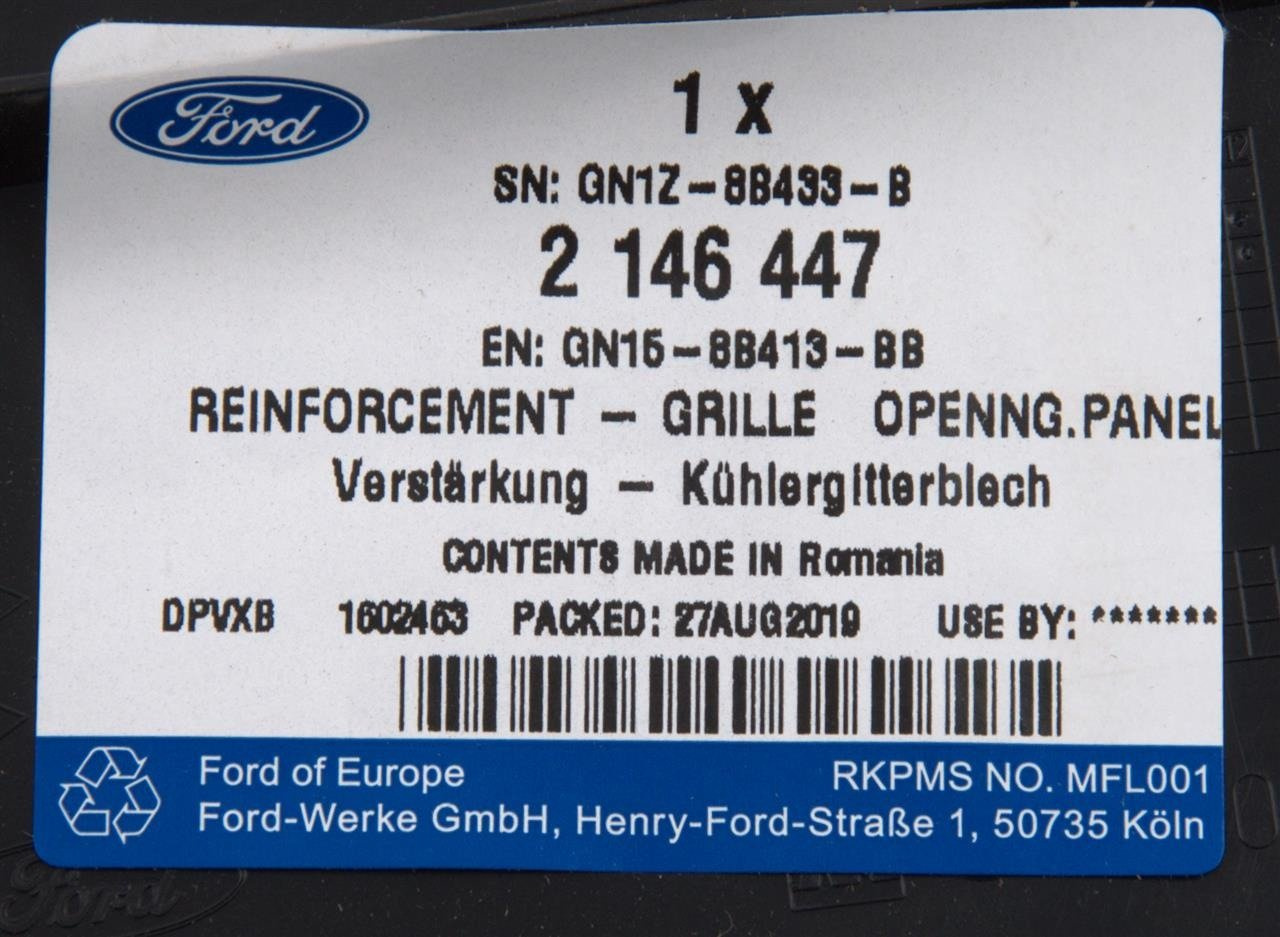 Ford
1 x
SN: GN1Z-8B433-B
2 146 447
EN: GN15-8B413-BB
REINFORCEMENT - GRILLE OPENNG.PANEL
Verstärkung - Kühlergitterblech
CONTENTS MADE IN Romania
DPVXB 1602463 PACKED: 27AUG2019 USE BY: *******
Ford of Europe RKPMS NO. MFL001
Ford-Werke GmbH, Henry-Ford-Straße 1, 50735 Köln
Ford